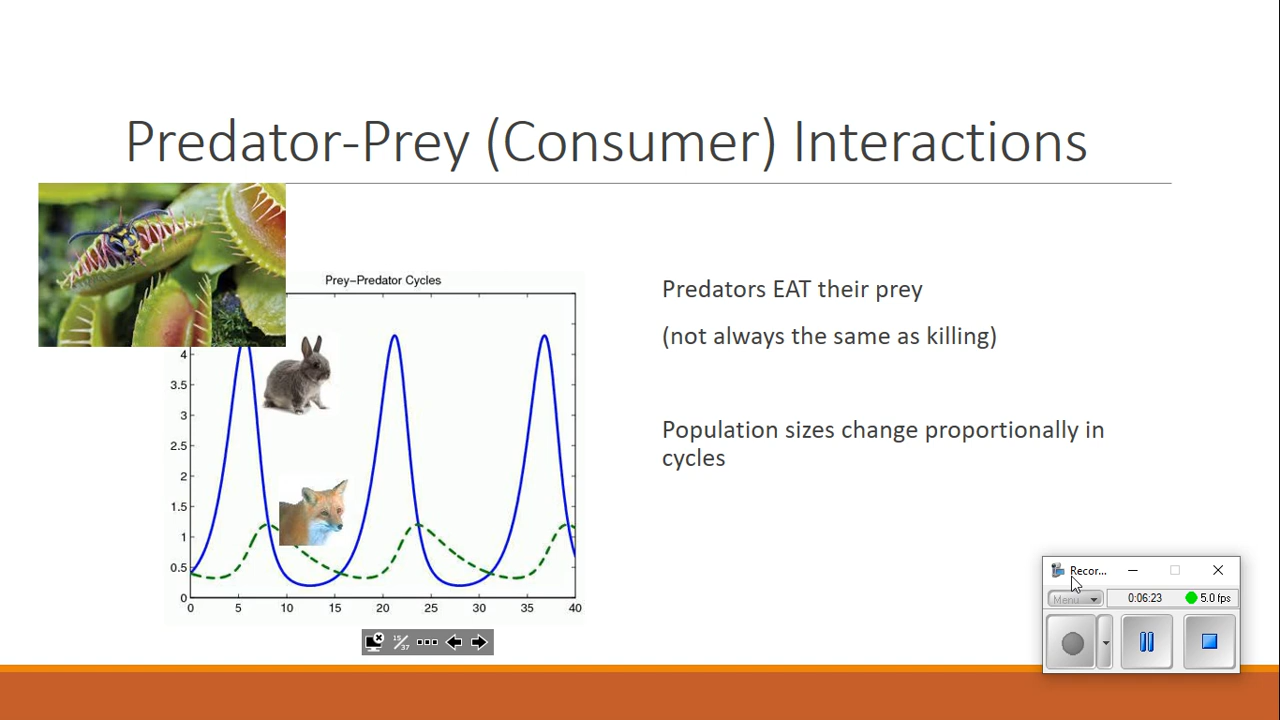 Predator-Prey (Consumer) Interactions
Prey–Predator Cycles
4
3.5
3
2.5
2
1.5
1
0.5
0
0 5 10 15 20 25 30 35 40
Predators EAT their prey
(not always the same as killing)
Population sizes change proportionally in
cycles
15/37
Recor...
Menu
0:06:23
5.0 fps